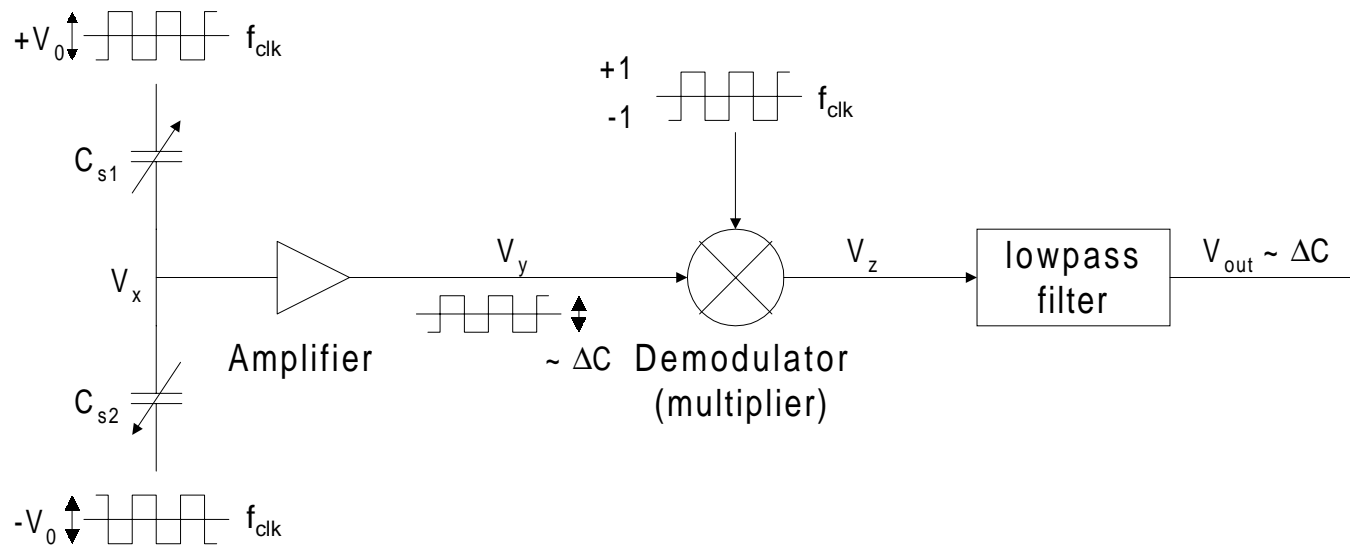 +V0
fclk
+1
-1
fclk
Cs1
Vx
Amplifier
Vy
~ ΔC
Demodulator
(multiplier)
Vz
lowpass
filter
Vout ~ ΔC
Cs2
-V0
fclk